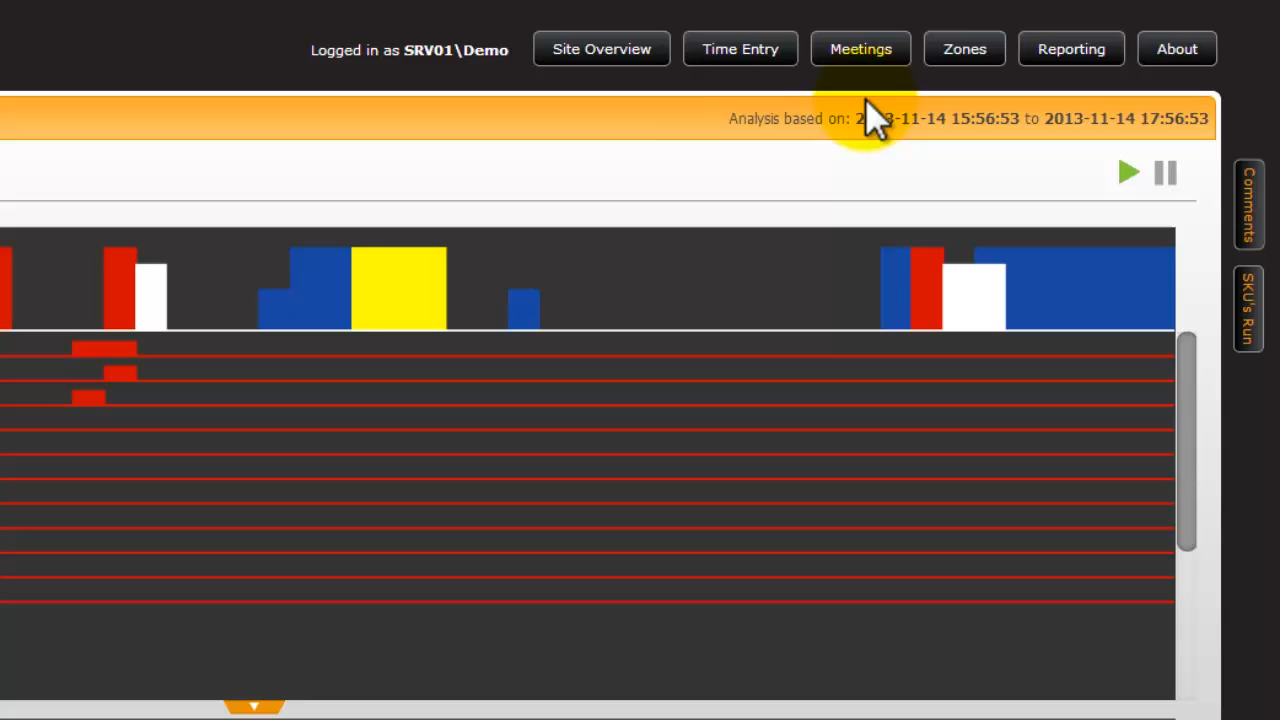 Logged in as SRV01\Demo
Site Overview
Time Entry
Meetings
Zones
Reporting
About
Analysis based on: 2013-11-14 15:56:53 to 2013-11-14 17:56:53
Comments
SKU's Run